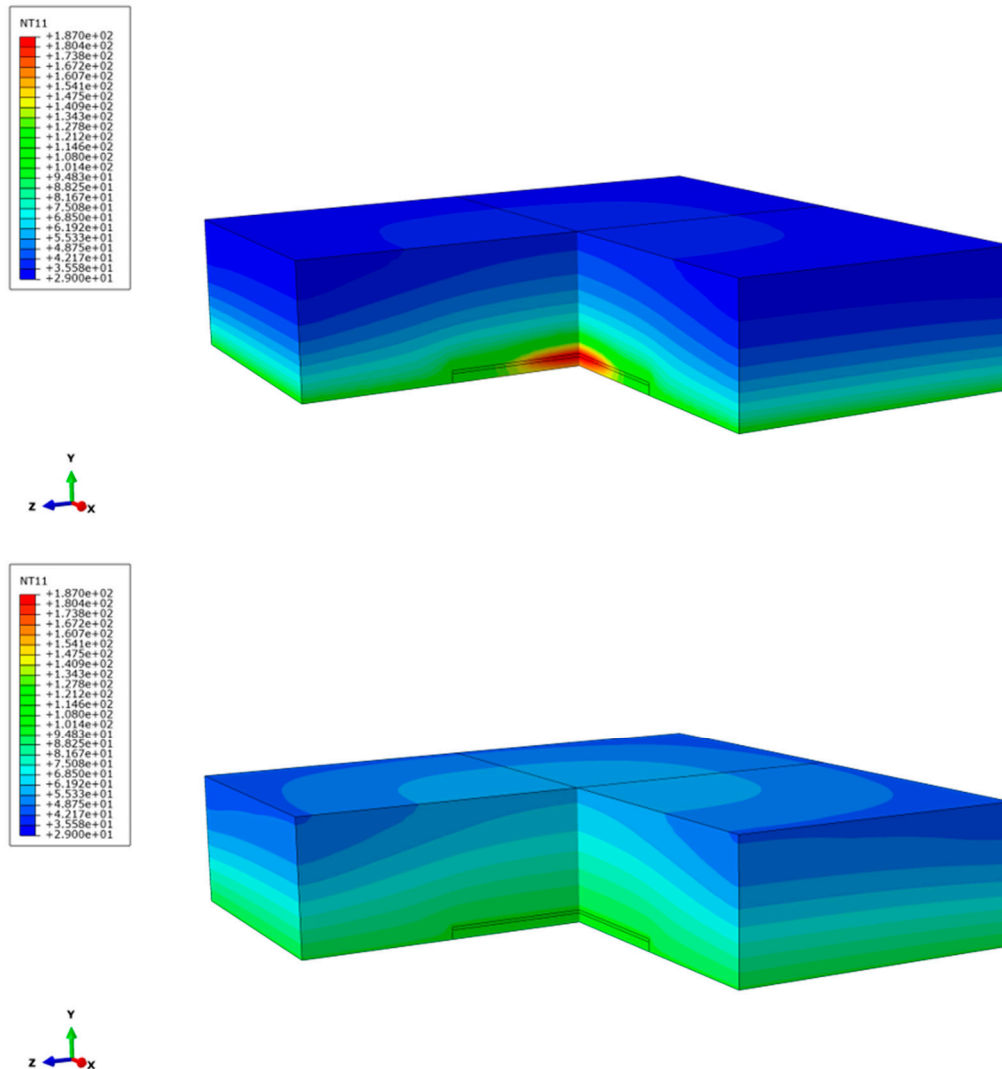 NT11
+1.870e+02
+1.804e+02
+1.738e+02
+1.672e+02
+1.607e+02
+1.541e+02
+1.475e+02
+1.409e+02
+1.343e+02
+1.278e+02
+1.212e+02
+1.146e+02
+1.080e+02
+1.014e+02
+9.483e+01
+8.825e+01
+8.167e+01
+7.508e+01
+6.850e+01
+6.192e+01
+5.533e+01
+4.875e+01
+4.217e+01
+3.558e+01
+2.900e+01
Y
Z X
NT11
+1.870e+02
+1.804e+02
+1.738e+02
+1.672e+02
+1.607e+02
+1.541e+02
+1.475e+02
+1.409e+02
+1.343e+02
+1.278e+02
+1.212e+02
+1.146e+02
+1.080e+02
+1.014e+02
+9.483e+01
+8.825e+01
+8.167e+01
+7.508e+01
+6.850e+01
+6.192e+01
+5.533e+01
+4.875e+01
+4.217e+01
+3.558e+01
+2.900e+01
Y
Z X